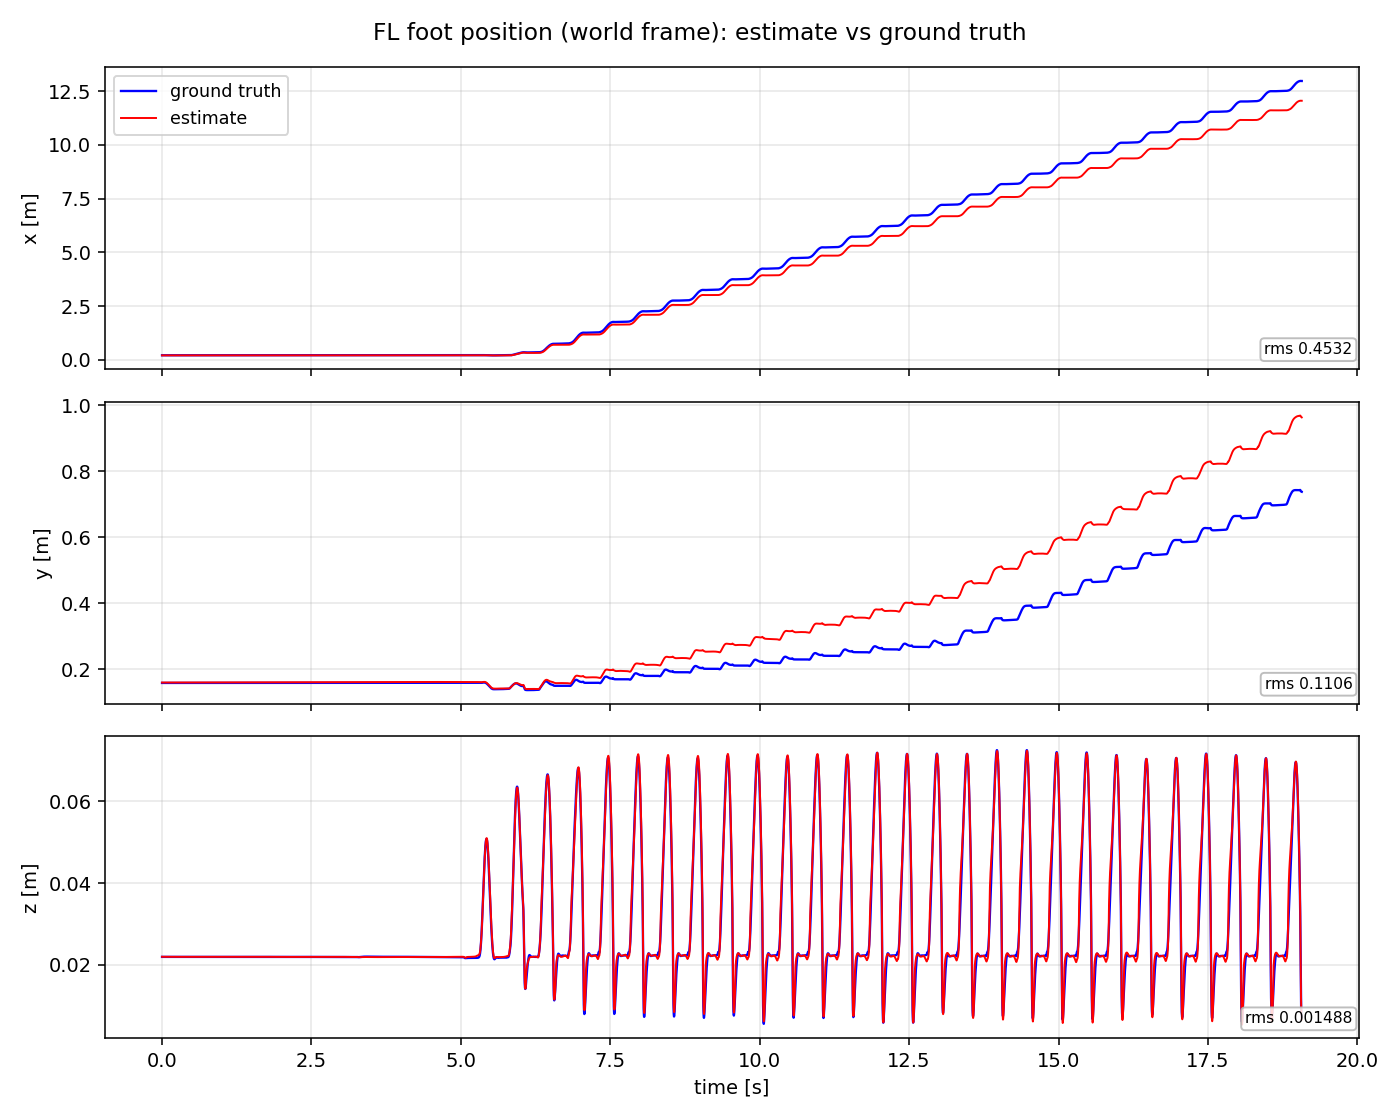 FL foot position (world frame): estimate vs ground truth
ground truth
estimate
12.5
10.0
7.5
5.0
2.5
0.0
x [m]
rms 0.4532
1.0
0.8
0.6
0.4
0.2
y [m]
rms 0.1106
0.06
0.04
0.02
z [m]
rms 0.001488
0.0 2.5 5.0 7.5 10.0 12.5 15.0 17.5 20.0
time [s]